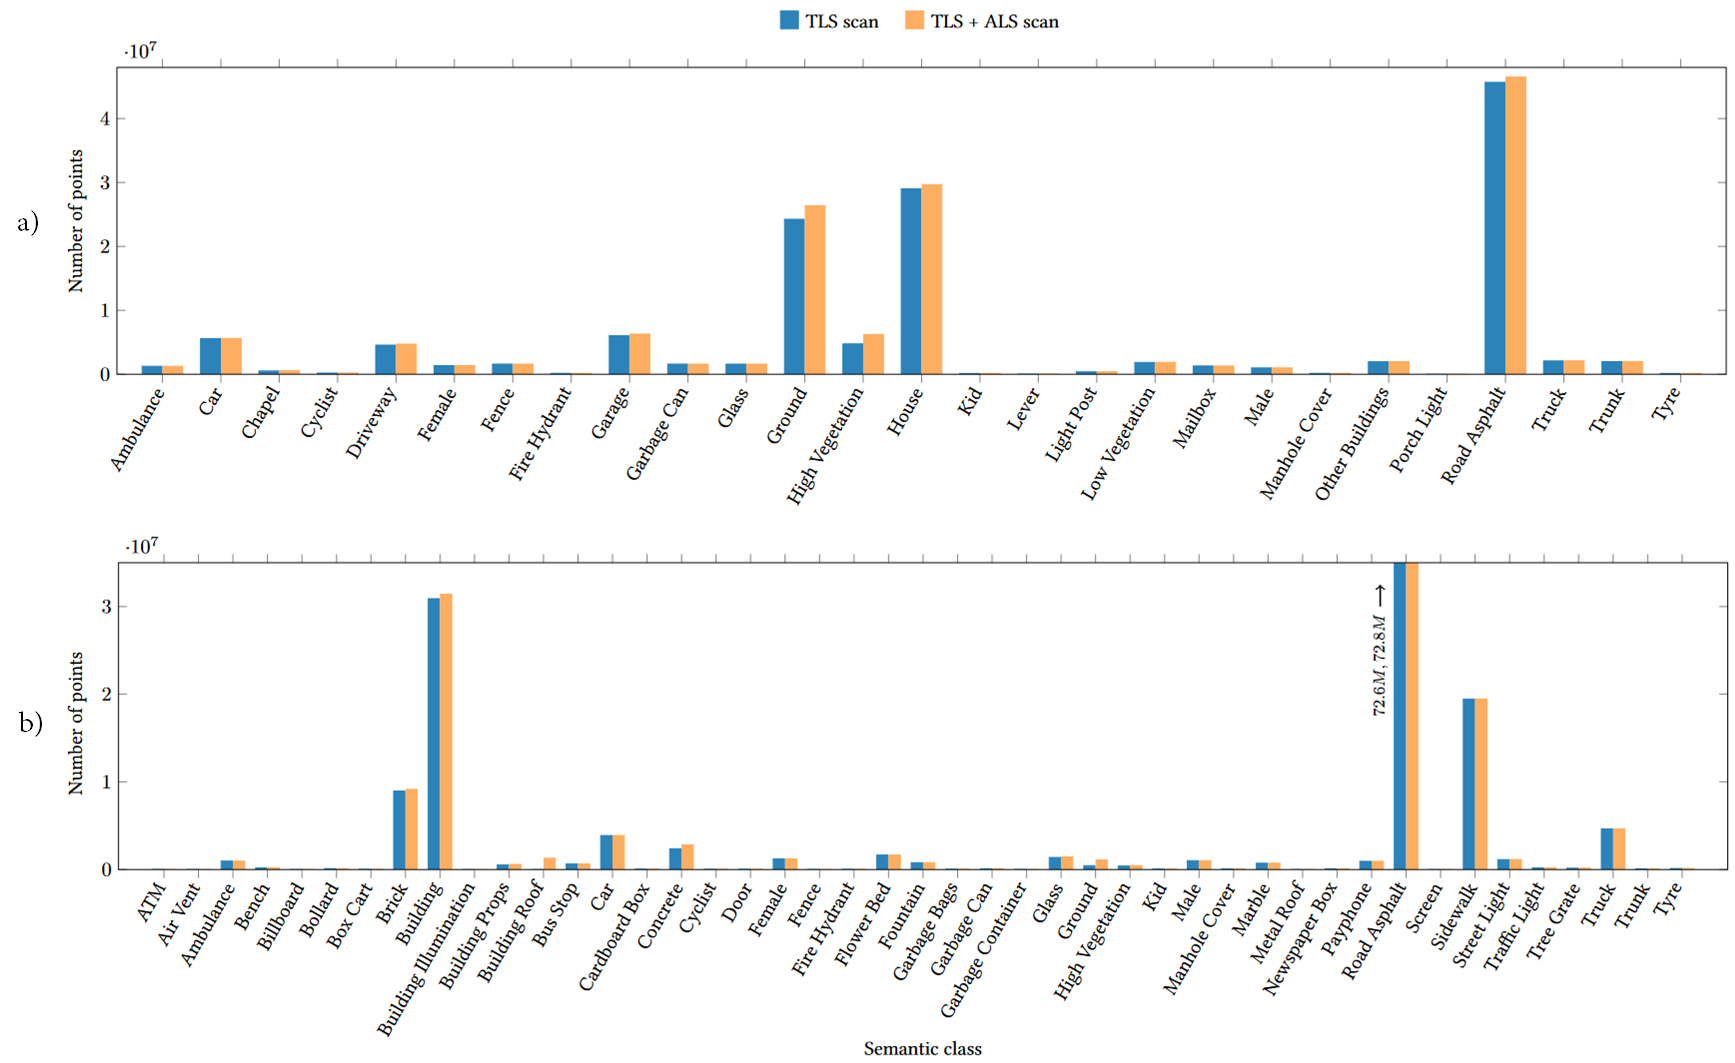 TLS scan TLS + ALS scan
·10⁷
4
3
2
1
0
Number of points
a)
Ambulance
Car
Chapel
Cyclist
Driveway
Female
Fence
Fire Hydrant
Garage
Garbage Can
Glass
Ground
High Vegetation
House
Kid
Lever
Light Post
Low Vegetation
Mailbox
Male
Manhole Cover
Other Buildings
Porch Light
Road Asphalt
Truck
Trunk
Tyre
·10⁷
3
2
1
0
Number of points
b)
72.6M, 72.8M →
ATM
Air Vent
Ambulance
Bench
Billboard
Bollard
Box Cart
Brick
Building
Building Illumination
Building Props
Building Roof
Bus Stop
Car
Cardboard Box
Concrete
Cyclist
Door
Female
Fence
Fire Hydrant
Flower Bed
Fountain
Garbage Bags
Garbage Can
Garbage Container
Glass
Ground
High Vegetation
Kid
Male
Manhole Cover
Marble
Metal Roof
Newspaper Box
Payphone
Road Asphalt
Screen
Sidewalk
Street Light
Traffic Light
Tree Grate
Truck
Trunk
Tyre
Semantic class